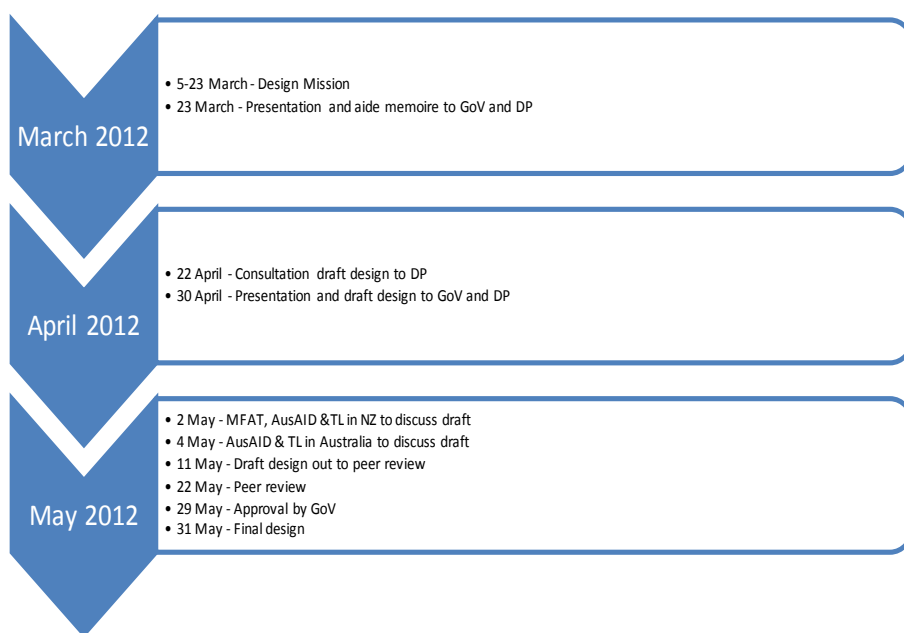 March 2012
• 5-23 March - Design Mission
• 23 March - Presentation and aide memoire to GoV and DP
April 2012
• 22 April - Consultation draft design to DP
• 30 April - Presentation and draft design to GoV and DP
May 2012
• 2 May - MFAT, AusAID &TL in NZ to discuss draft
• 4 May - AusAID & TL in Australia to discuss draft
• 11 May - Draft design out to peer review
• 22 May - Peer review
• 29 May - Approval by GoV
• 31 May - Final design